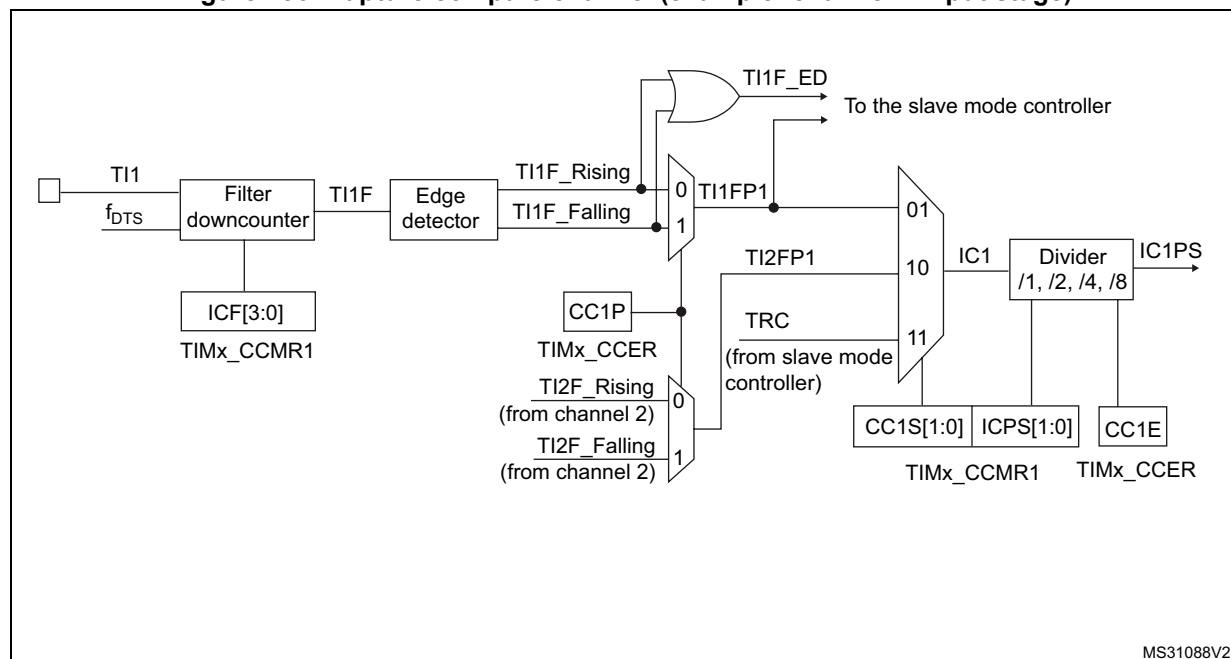 TI1F_ED
To the slave mode controller
TI1
fDTS
Filter
downcounter
TI1F
Edge
detector
TI1F_Rising
TI1F_Falling
0
1
TI1FP1
01
TI2FP1
10
IC1
Divider
/1, /2, /4, /8
IC1PS
ICF[3:0]
TIMx_CCMR1
CC1P
TIMx_CCER
TRC
11
(from slave mode
controller)
TI2F_Rising
(from channel 2)
0
TI2F_Falling
(from channel 2)
1
CC1S[1:0]
ICPS[1:0]
CC1E
TIMx_CCMR1
TIMx_CCER
MS31088V2